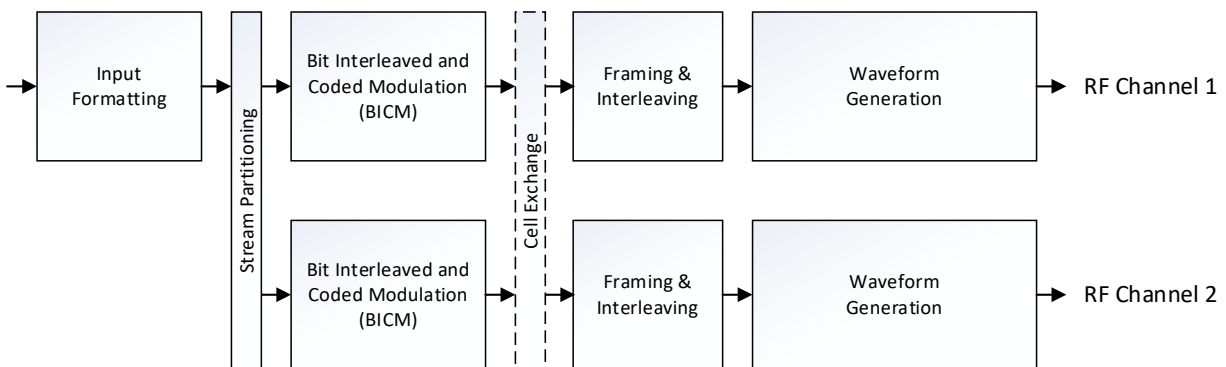 Input
Formatting
Stream Partitioning
Bit Interleaved and
Coded Modulation
(BICM)
Cell Exchange
Framing &
Interleaving
Waveform
Generation
RF Channel 1
Bit Interleaved and
Coded Modulation
(BICM)
Framing &
Interleaving
Waveform
Generation
RF Channel 2